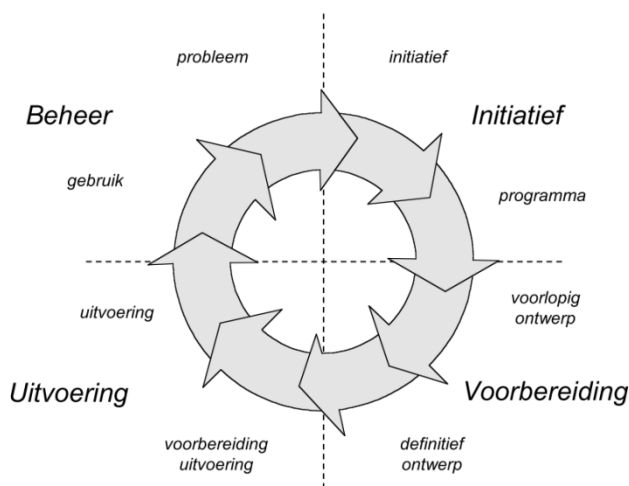 probleem
initiatief
Beheer
Initiatief
gebruik
programma
uitvoering
voorlopig
ontwerp
Uitvoering
Voorbereiding
voorbereiding
uitvoering
definitief
ontwerp